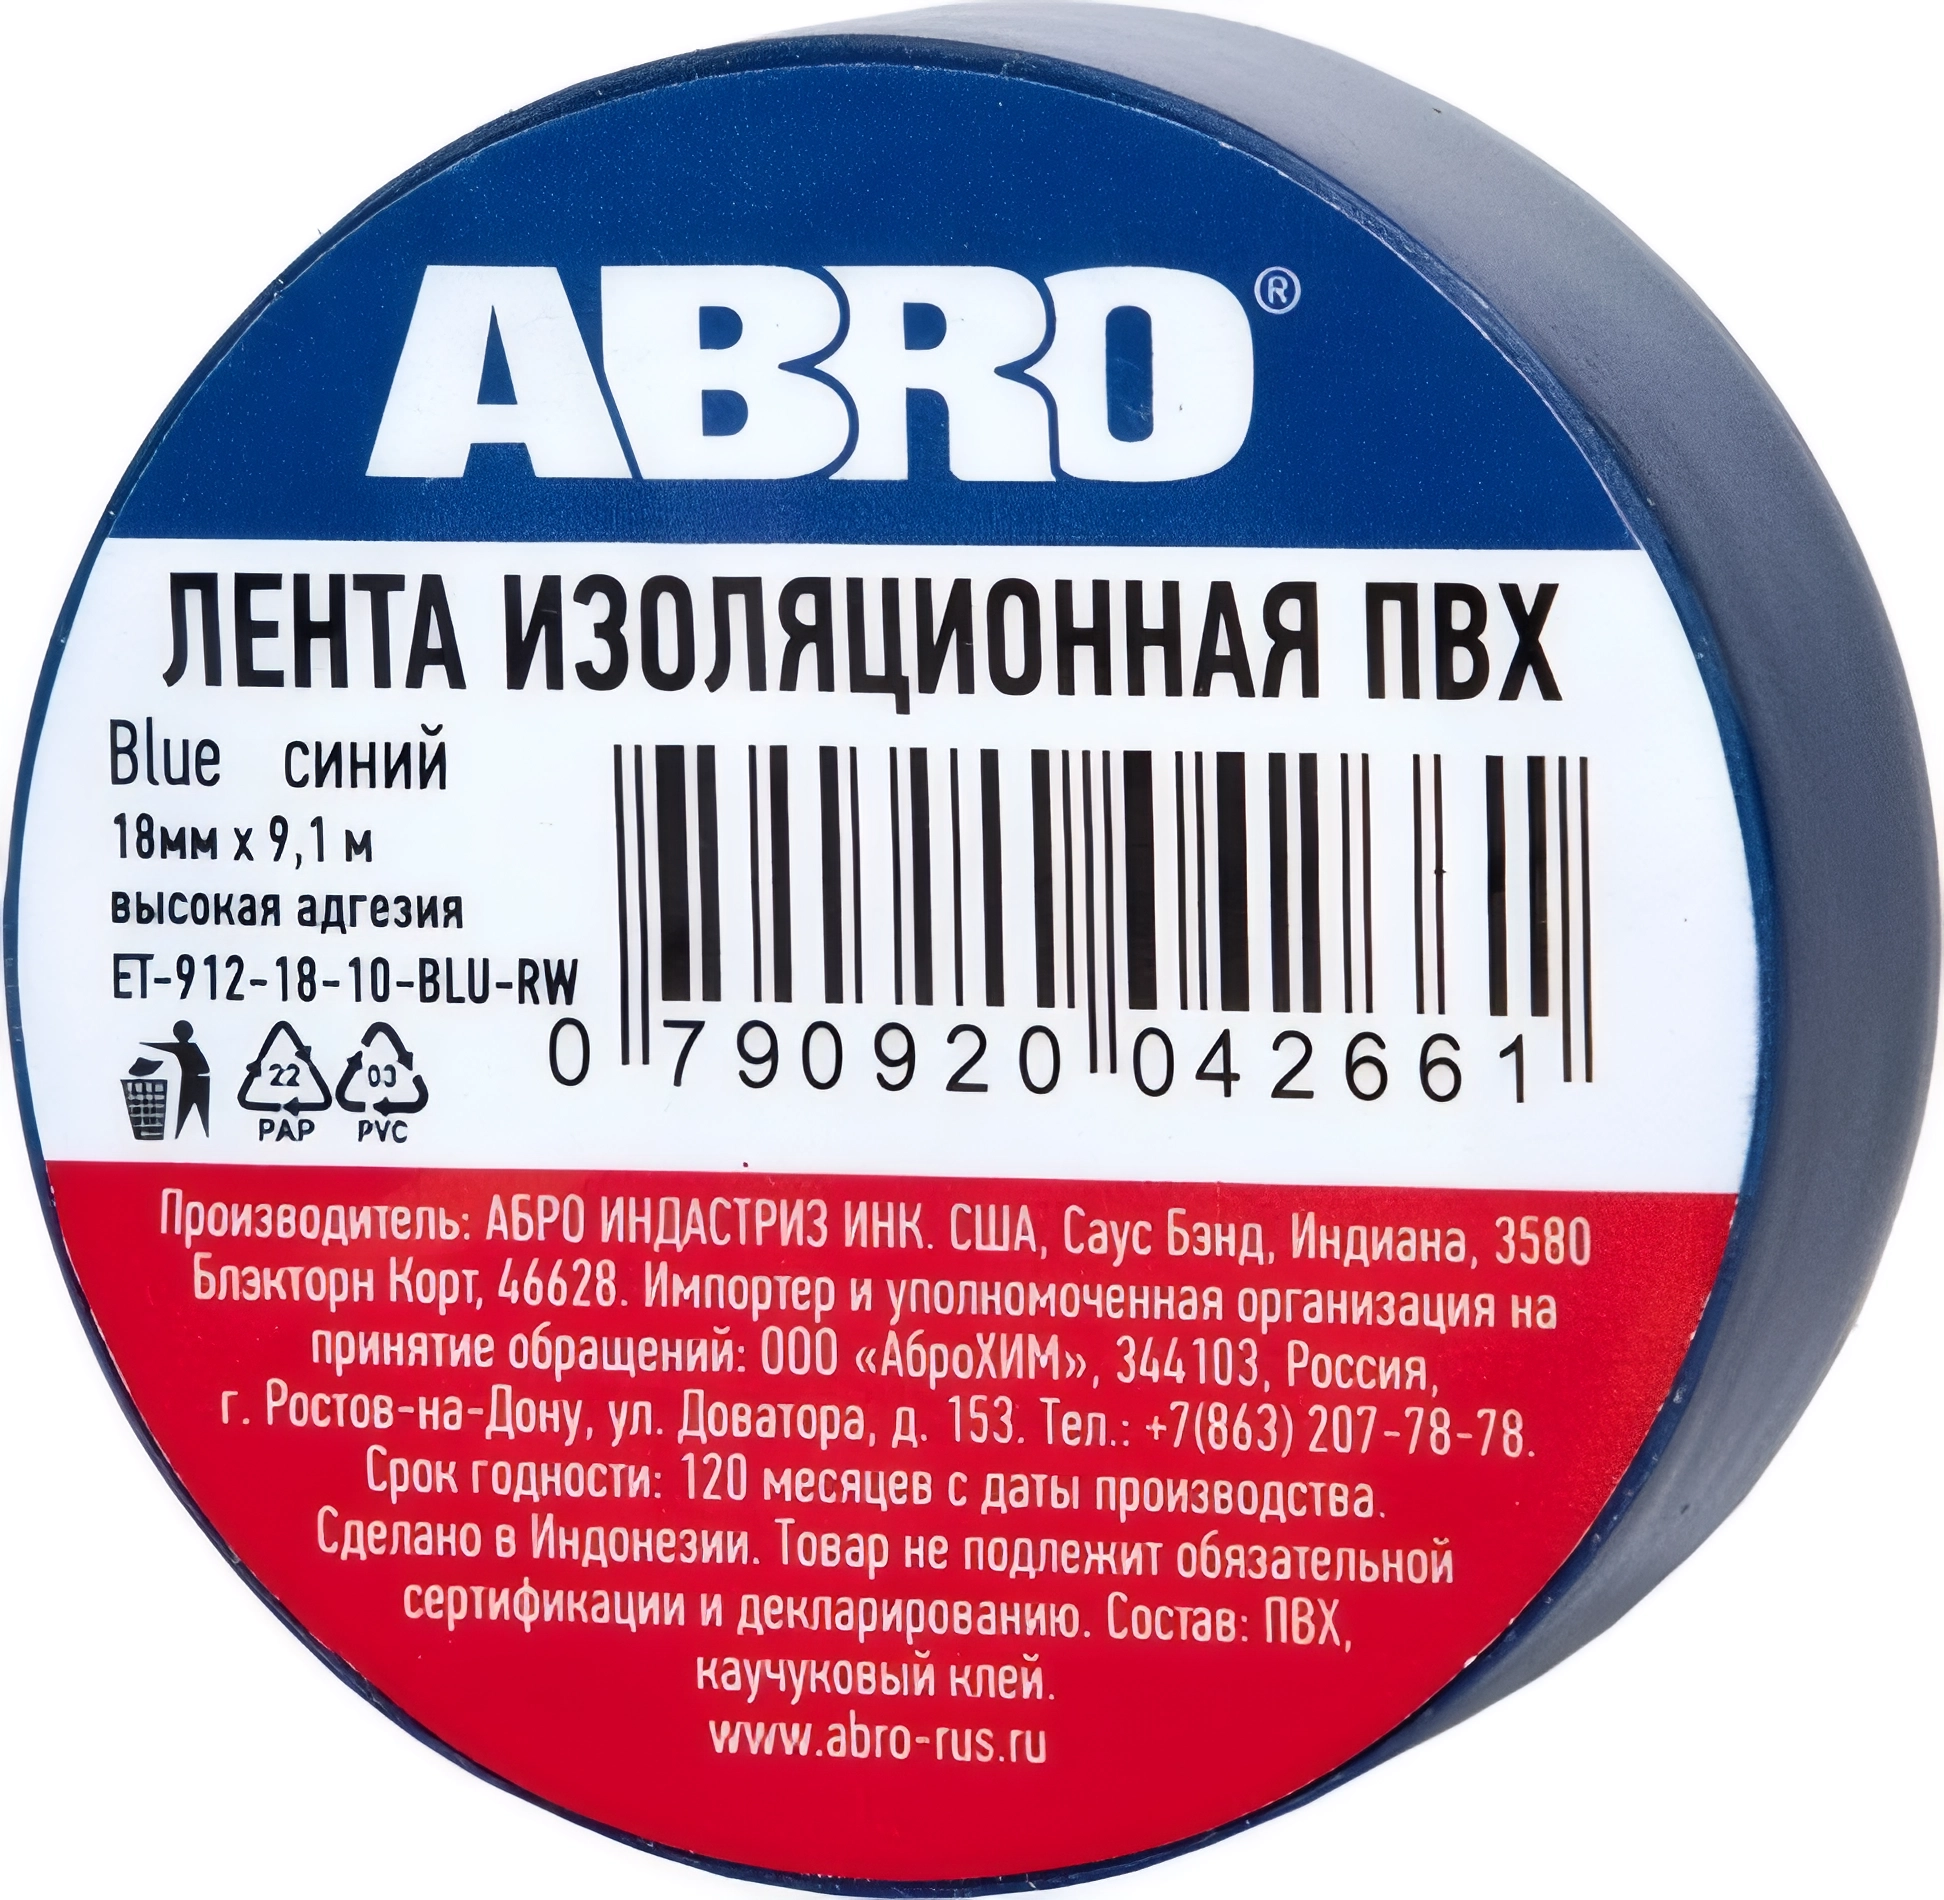 ABRO®
ЛЕНТА ИЗОЛЯЦИОННАЯ ПВХ
Blue синий
18мм х 9,1 м
высокая адгезия
ET-912-18-10-BLU-RW
0 790920 042661
22 03
PAP PVC
Производитель: АБРО ИНДАСТРИЗ ИНК. США, Саус Бэнд, Индиана, 3580
Блэкторн Корт, 46628. Импортер и уполномоченная организация на
принятие обращений: ООО «АброХИМ», 344103, Россия,
г. Ростов-на-Дону, ул. Доватора, д. 153. Тел.: +7(863) 207-78-78.
Срок годности: 120 месяцев с даты производства.
Сделано в Индонезии. Товар не подлежит обязательной
сертификации и декларированию. Состав: ПВХ,
каучуковый клей.
www.abro-rus.ru